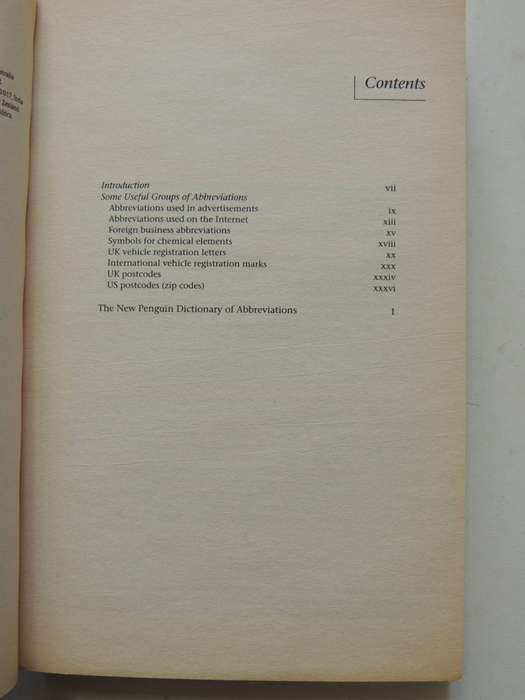 Contents
Introduction vii
Some Useful Groups of Abbreviations
Abbreviations used in advertisements ix
Abbreviations used on the Internet xiii
Foreign business abbreviations xv
Symbols for chemical elements xviii
UK vehicle registration letters xx
International vehicle registration marks xxx
UK postcodes xxxiv
US postcodes (zip codes) xxxvi
The New Penguin Dictionary of Abbreviations 1